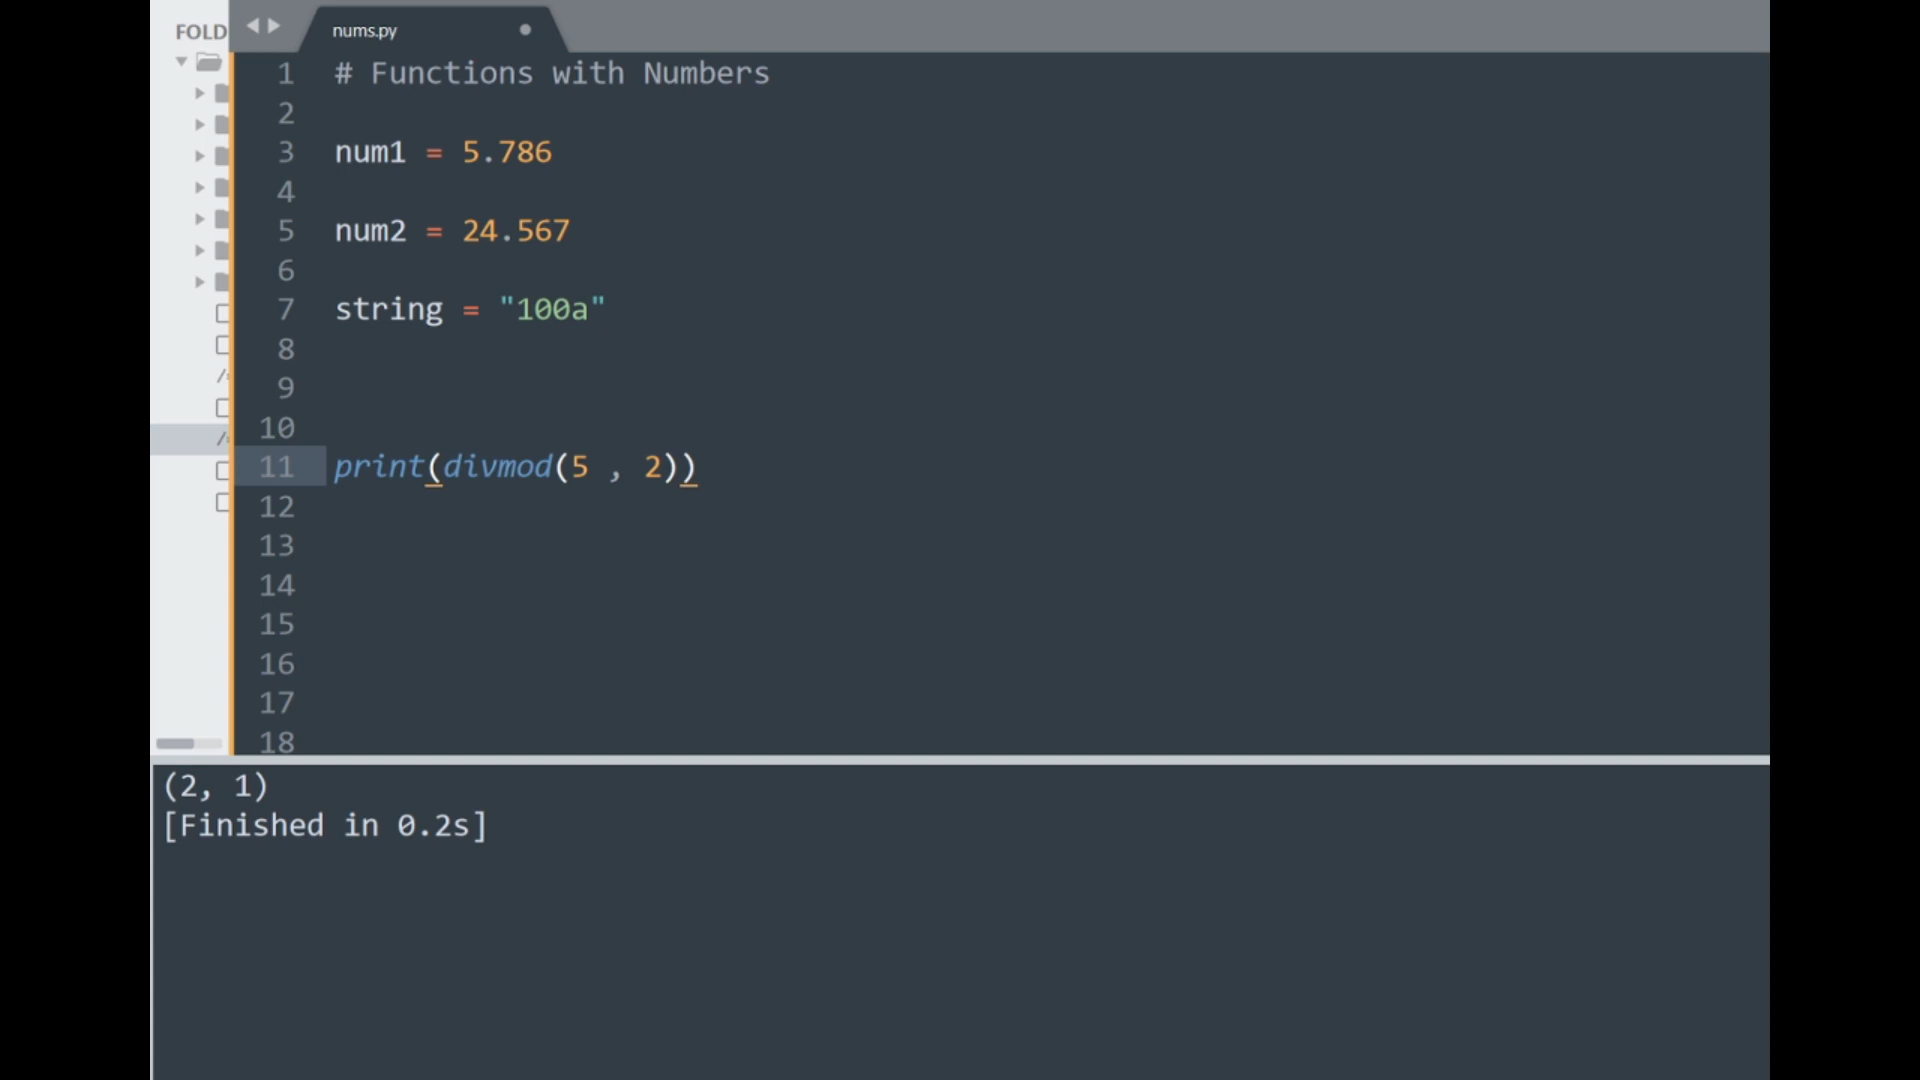 FOLD
nums.py
1 # Functions with Numbers
2
3 num1 = 5.786
4
5 num2 = 24.567
6
7 string = "100a"
8
9
10
11 print(divmod(5 , 2))
12
13
14
15
16
17
18
(2, 1)
[Finished in 0.2s]